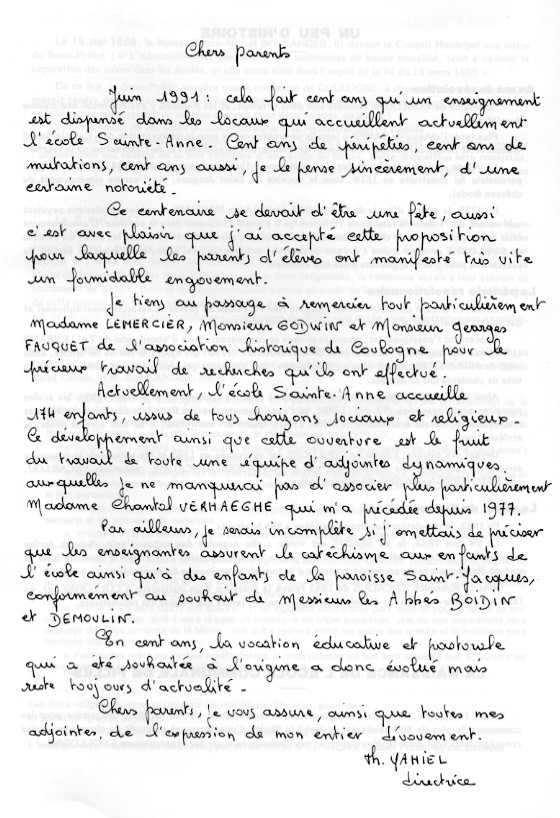 Chers parents
Juin 1991 : cela fait cent ans qu'un enseignement
est dispensé dans les locaux qui accueillent actuellement
l'école Sainte-Anne. Cent ans de péripéties, cent ans de
mutations, cent ans aussi, je le pense sincèrement, d'une
certaine notoriété.
Ce centenaire se devait d'être une fête, aussi
c'est avec plaisir que j'ai accepté cette proposition
pour laquelle les parents d'élèves ont manifesté très vite
un formidable engouement.
Je tiens au passage à remercier tout particulièrement
Madame LEMERCIER, Monsieur GODWIN et Monsieur Georges
FAUQUET de l'association historique de Coulogne pour le
précieux travail de recherches qu'ils ont effectué.
Actuellement, l'école Sainte-Anne accueille
174 enfants, issus de tous horizons sociaux et religieux.
Ce développement ainsi que cette ouverture est le fruit
du travail de toute une équipe d'adjointes dynamiques
auxquelles je ne manquerai pas d'associer plus particulièrement
Madame Chantal VERHAEGHE qui m'a précédée depuis 1977.
Par ailleurs, je serais incomplète si j'omettais de préciser
que les enseignantes assurent le catéchisme aux enfants de
l'école ainsi qu'à des enfants de la paroisse Saint-Jacques,
conformément au souhait de Messieurs les Abbés BOIDIN
et DEMOULIN.
En cent ans, la vocation éducative et pastorale
qui a été souhaitée à l'origine a donc évolué mais
reste toujours d'actualité.
Chers parents, je vous assure, ainsi que toutes mes
adjointes, de l'expression de mon entier dévouement.
Th. YAHIEL
directrice